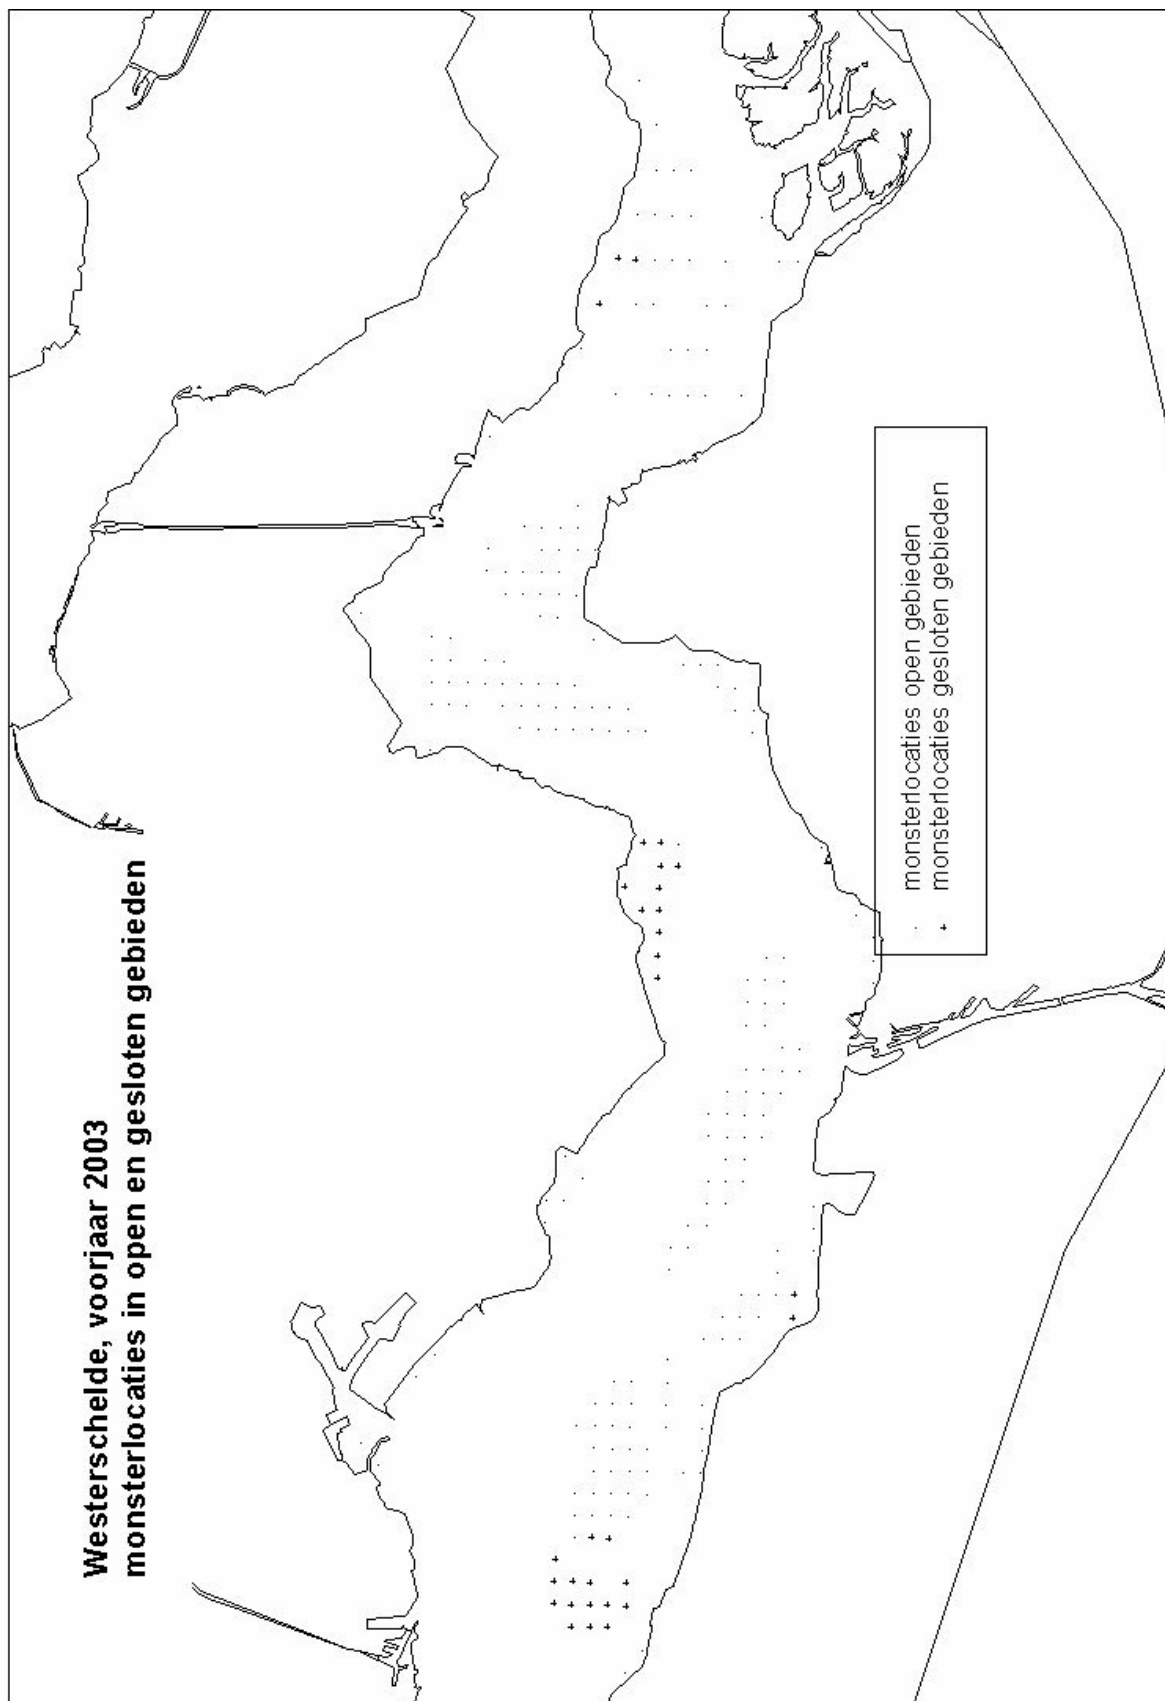 Westerschelde, voorjaar 2003
monsterlocaties in open en gesloten gebieden
monsterlocaties open gebieden
monsterlocaties gesloten gebieden